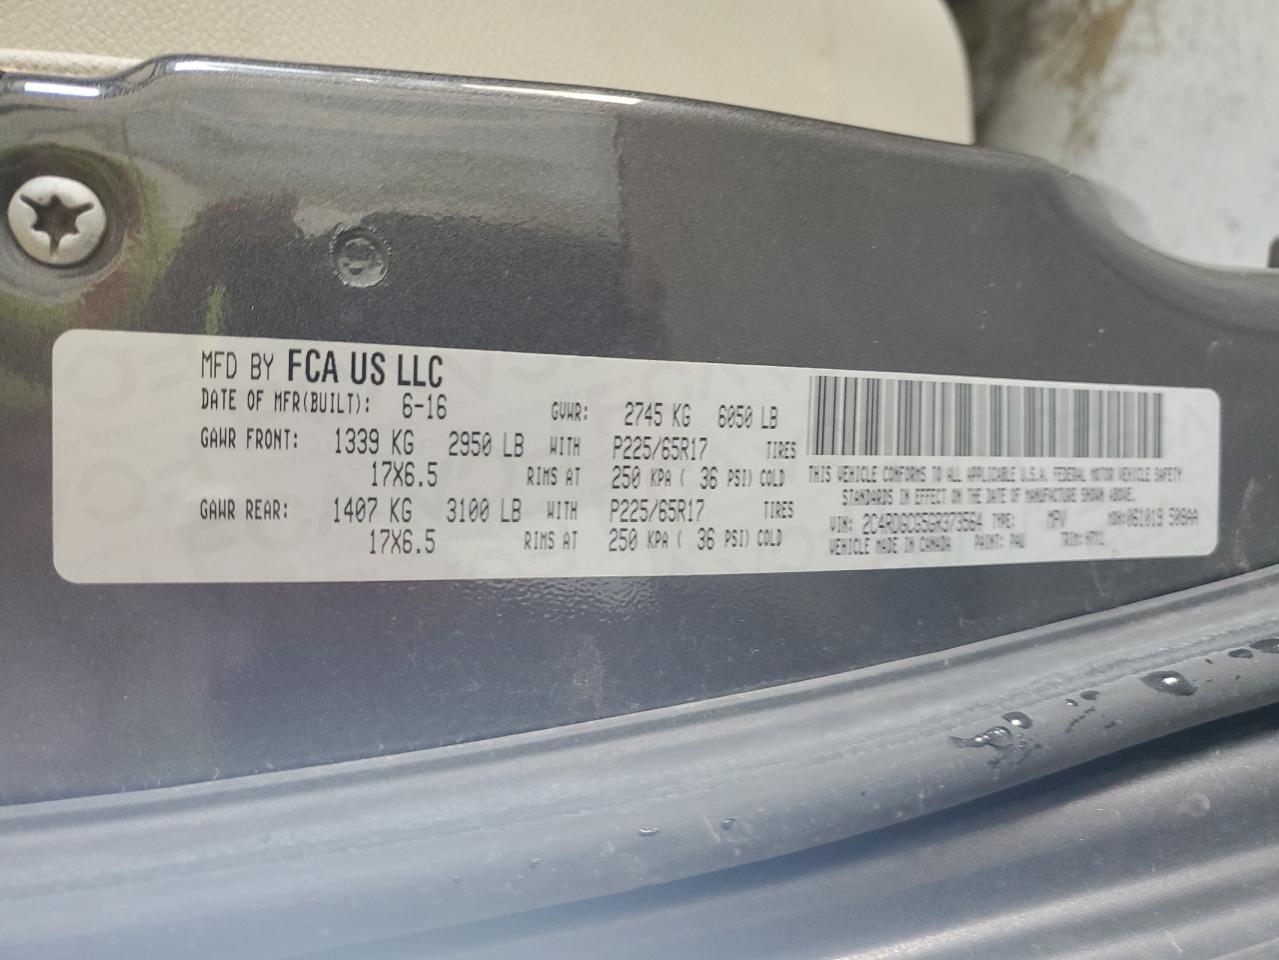 MFD BY FCA US LLC
DATE OF MFR(BUILT): 6-16 GVWR: 2745 KG 6050 LB
GAWR FRONT: 1339 KG 2950 LB WITH P225/65R17 TIRES
17X6.5 RIMS AT 250 KPA ( 36 PSI) COLD
GAWR REAR: 1407 KG 3100 LB WITH P225/65R17 TIRES
17X6.5 RIMS AT 250 KPA ( 36 PSI) COLD
THIS VEHICLE CONFORMS TO ALL APPLICABLE U.S.A. FEDERAL MOTOR VEHICLE SAFETY
STANDARDS IN EFFECT ON THE DATE OF MANUFACTURE SHOWN ABOVE.
VIN: 2C4RDGCG5GR373564 TYPE: MPV MDH:061019 509AA
VEHICLE MADE IN CANADA PAINT: PAU TRIM: